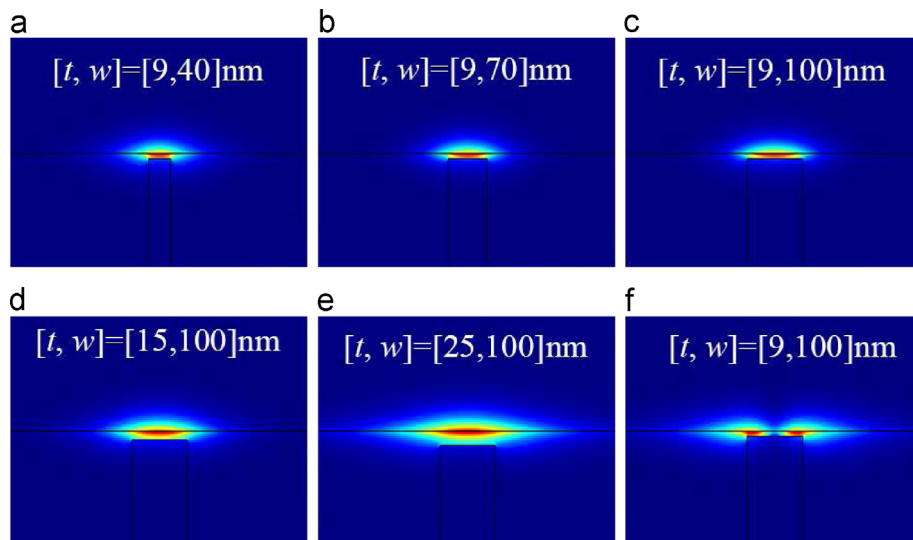 a
b
c
[t, w]=[9,40]nm
[t, w]=[9,70]nm
[t, w]=[9,100]nm
d
e
f
[t, w]=[15,100]nm
[t, w]=[25,100]nm
[t, w]=[9,100]nm